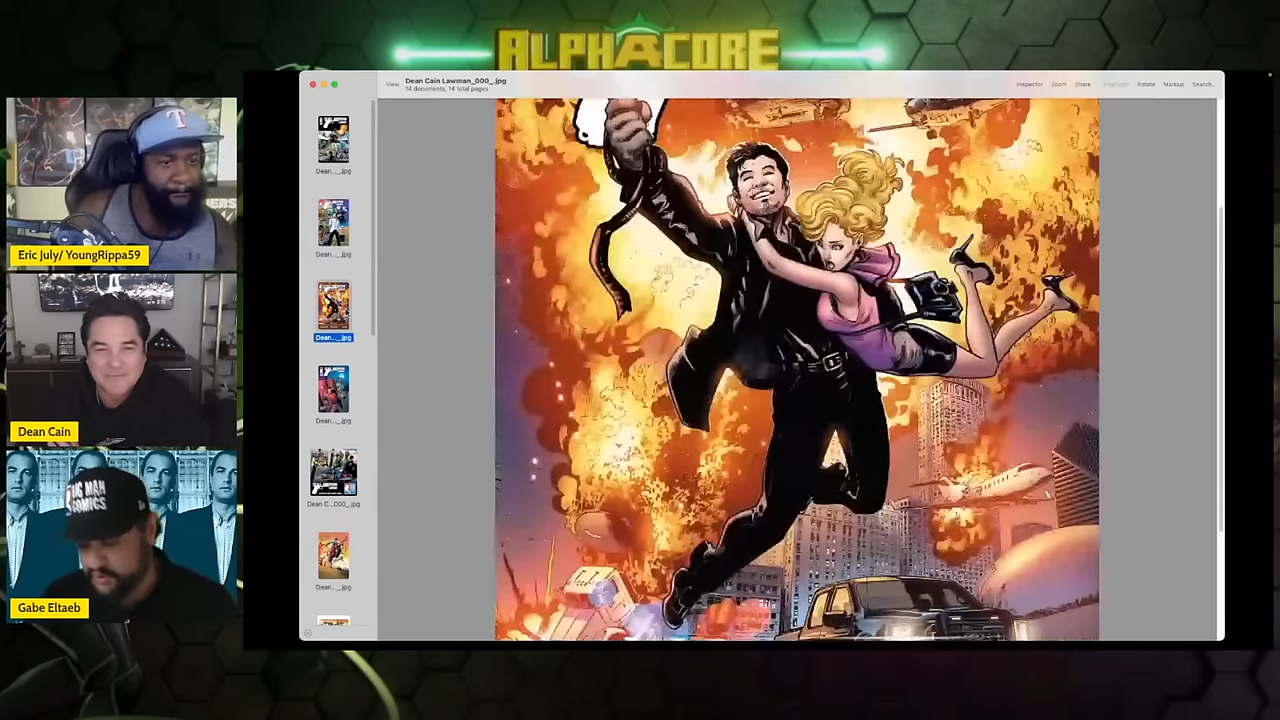 ALPHACORE
View
Dean Cain Lawman_000_.jpg
14 documents, 14 total pages
Inspector
Zoom
Share
Highlight
Rotate
Markup
Search...
T
Eric July/ YoungRippa59
Dean Cain
BIG MAN
COMICS
Gabe Eltaeb
Dean..._.jpg
Dean..._.jpg
Dean..._.jpg
Dean..._.jpg
Dean C...000_.jpg
Dean..._.jpg